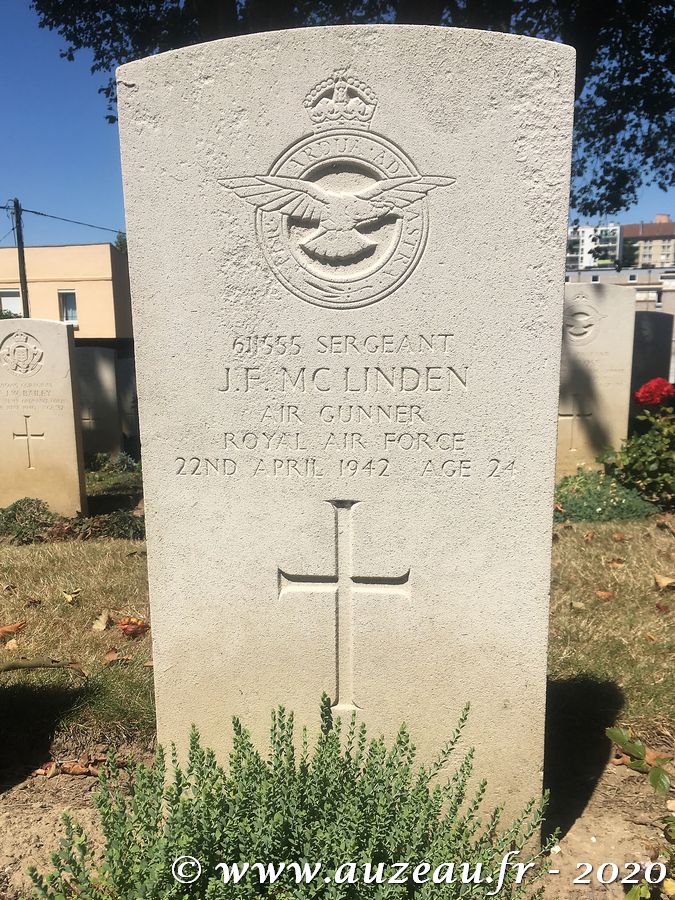 PER ARDUA AD ASTRA
611555 SERGEANT
J.F. MC LINDEN
AIR GUNNER
ROYAL AIR FORCE
22ND APRIL 1942 AGE 24
J.W. BAILEY
© www.auzeau.fr - 2020